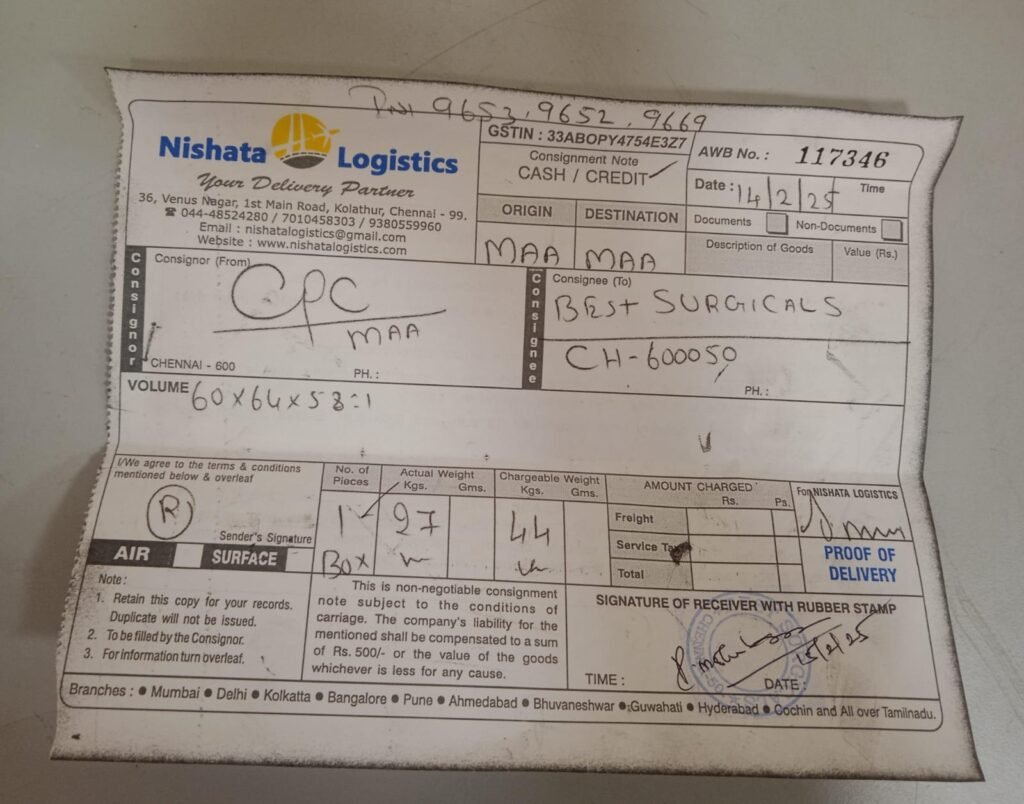 9653, 9652, 9669
Nishata Logistics
Your Delivery Partner
36, Venus Nagar, 1st Main Road, Kolathur, Chennai - 99.
☎ 044-48524280 / 7010458303 / 9380559960
Email : nishatalogistics@gmail.com
Website : www.nishatalogistics.com
GSTIN : 33ABOPY4754E3Z7
Consignment Note
CASH / CREDIT
AWB No. : 117346
Date : 14/2/25 Time
Documents Non-Documents
ORIGIN DESTINATION
MAA MAA
Description of Goods Value (Rs.)
Consignor
Consignor (From)
CPC
MAA
CHENNAI - 600 PH. :
Consignee
Consignee (To)
BEST SURGICALS
CH-600050
PH. :
VOLUME 60x64x58=1
I/We agree to the terms & conditions
mentioned below & overleaf
R
Sender's Signature
AIR SURFACE
No. of Pieces Actual Weight Kgs. Gms. Chargeable Weight Kgs. Gms.
1 27 44
Box
AMOUNT CHARGED Rs. Ps.
Freight
Service Tax
Total
For NISHATA LOGISTICS
PROOF OF
DELIVERY
Note :
1. Retain this copy for your records.
Duplicate will not be issued.
2. To be filled by the Consignor.
3. For information turn overleaf.
This is non-negotiable consignment
note subject to the conditions of
carriage. The company's liability for the
mentioned shall be compensated to a sum
of Rs. 500/- or the value of the goods
whichever is less for any cause.
SIGNATURE OF RECEIVER WITH RUBBER STAMP
15/2/25
TIME : DATE :
Branches : ● Mumbai ● Delhi ● Kolkatta ● Bangalore ● Pune ● Ahmedabad ● Bhuvaneshwar ● Guwahati ● Hyderabad ● Cochin and All over Tamilnadu.